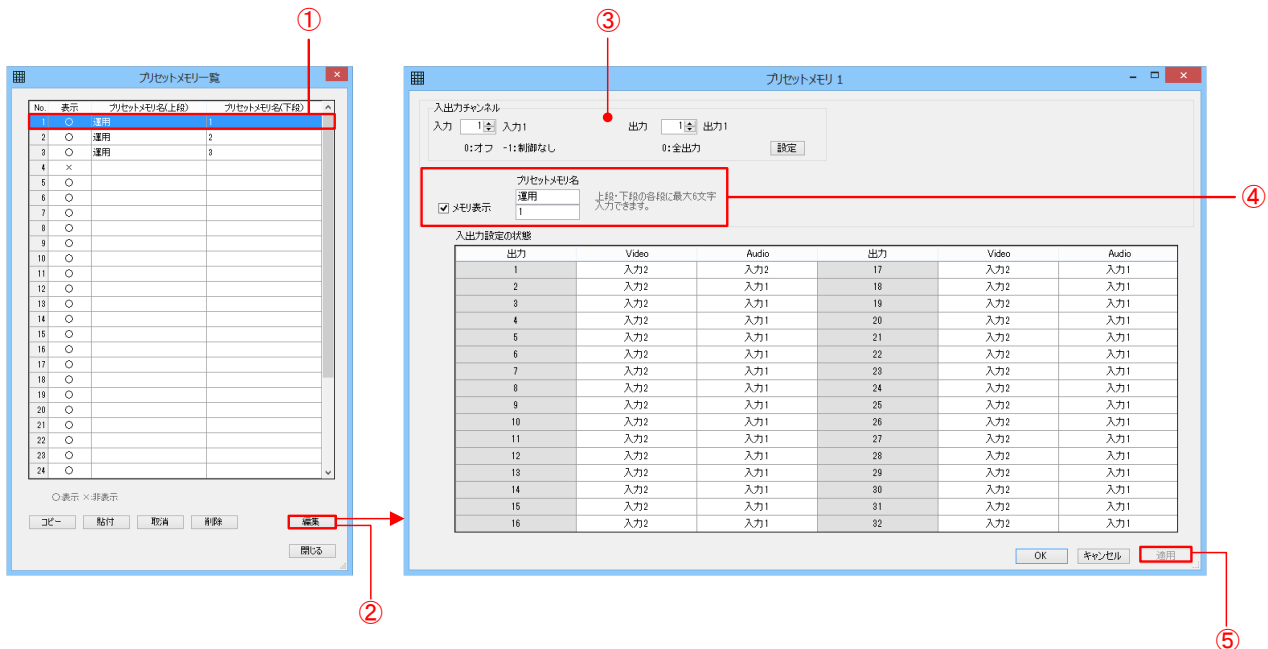 ①
③
プリセットメモリ一覧
No. 表示 プリセットメモリ名(上段) プリセットメモリ名(下段)
1 ○ 運用 1
2 ○ 運用 2
3 ○ 運用 3
4 ×
5 ○
6 ○
7 ○
8 ○
9 ○
10 ○
11 ○
12 ○
13 ○
14 ○
15 ○
16 ○
17 ○
18 ○
19 ○
20 ○
21 ○
22 ○
23 ○
24 ○
○:表示 ×:非表示
コピー 貼付 取消 削除 編集
閉じる
②
プリセットメモリ 1
入出力チャンネル
入力 1 入力1 出力 1 出力1
0:オフ -1:制御なし 0:全出力 設定
プリセットメモリ名
運用
上段・下段の各段に最大6文字
入力できます。
メモリ表示
1
④
入出力設定の状態
出力 Video Audio 出力 Video Audio
1 入力2 入力2 17 入力2 入力1
2 入力2 入力1 18 入力2 入力1
3 入力2 入力1 19 入力2 入力1
4 入力2 入力1 20 入力2 入力1
5 入力2 入力1 21 入力2 入力1
6 入力2 入力1 22 入力2 入力1
7 入力2 入力1 23 入力2 入力1
8 入力2 入力1 24 入力2 入力1
9 入力2 入力1 25 入力2 入力1
10 入力2 入力1 26 入力2 入力1
11 入力2 入力1 27 入力2 入力1
12 入力2 入力1 28 入力2 入力1
13 入力2 入力1 29 入力2 入力1
14 入力2 入力1 30 入力2 入力1
15 入力2 入力1 31 入力2 入力1
16 入力2 入力1 32 入力2 入力1
OK キャンセル 適用
⑤